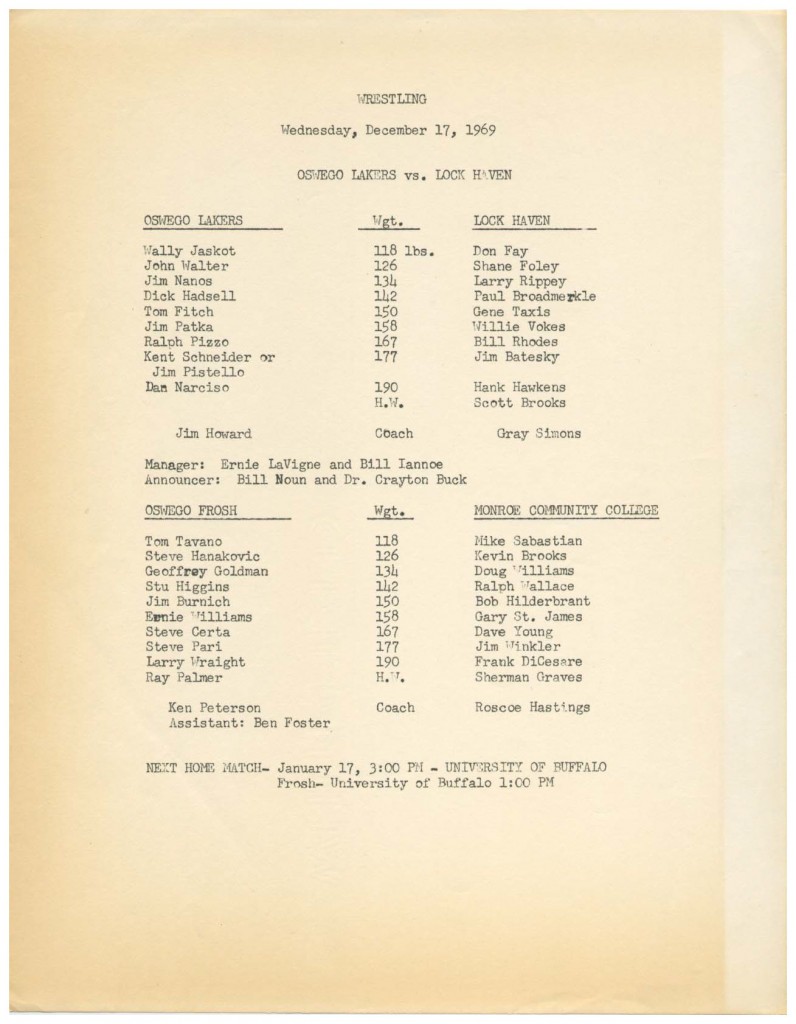 WRESTLING
Wednesday, December 17, 1969
OSWEGO LAKERS vs. LOCK HAVEN
OSWEGO LAKERS Wgt. LOCK HAVEN
Wally Jaskot 118 lbs. Don Fay
John Walter 126 Shane Foley
Jim Nanos 134 Larry Rippey
Dick Hadsell 142 Paul Broadmerkle
Tom Fitch 150 Gene Taxis
Jim Patka 158 Willie Vokes
Ralph Pizzo 167 Bill Rhodes
Kent Schneider or 177 Jim Batesky
Jim Pistello
Dan Narciso 190 Hank Hawkens
H.W. Scott Brooks
Jim Howard Coach Gray Simons
Manager: Ernie LaVigne and Bill Iannoe
Announcer: Bill Noun and Dr. Crayton Buck
OSWEGO FROSH Wgt. MONROE COMMUNITY COLLEGE
Tom Tavano 118 Mike Sabastian
Steve Hanakovic 126 Kevin Brooks
Geoffrey Goldman 134 Doug Williams
Stu Higgins 142 Ralph Wallace
Jim Burnich 150 Bob Hilderbrant
Ernie Williams 158 Gary St. James
Steve Certa 167 Dave Young
Steve Pari 177 Jim Winkler
Larry Wraight 190 Frank DiCesare
Ray Palmer H.W. Sherman Graves
Ken Peterson Coach Roscoe Hastings
Assistant: Ben Foster
NEXT HOME MATCH- January 17, 3:00 PM - UNIVERSITY OF BUFFALO
Frosh- University of Buffalo 1:00 PM